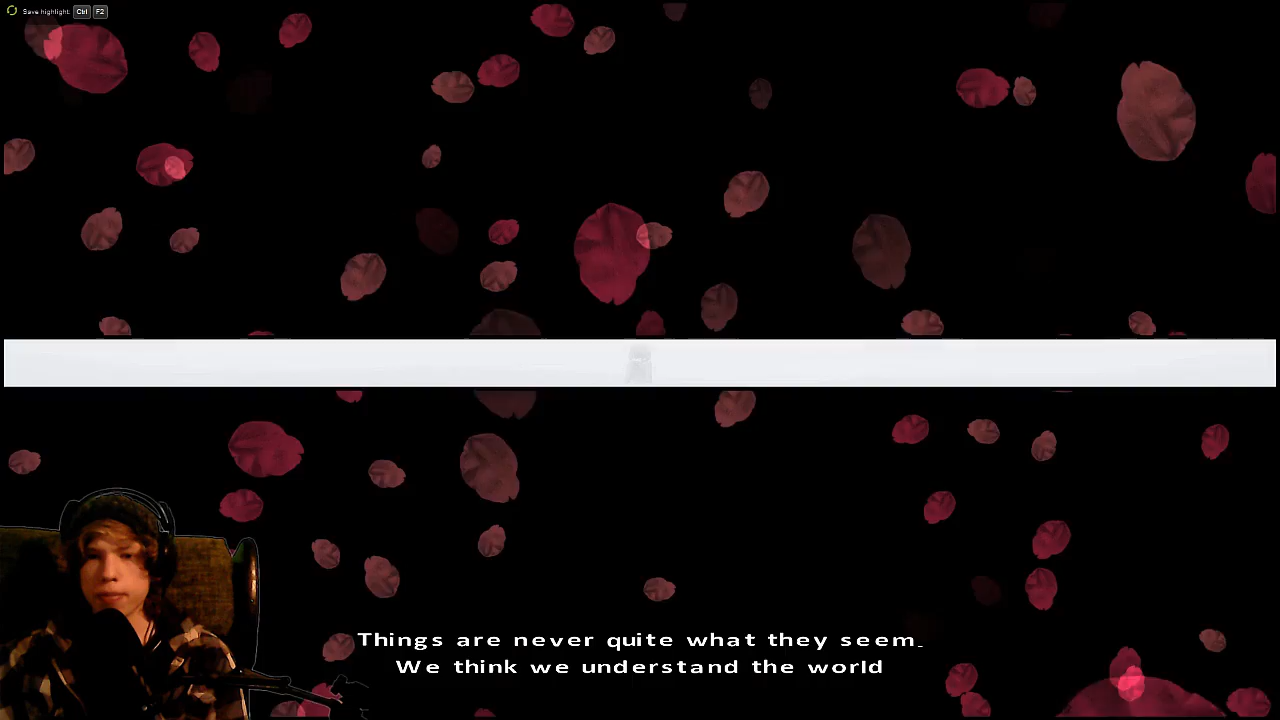 Save highlight: Ctrl F2
Things are never quite what they seem.
We think we understand the world